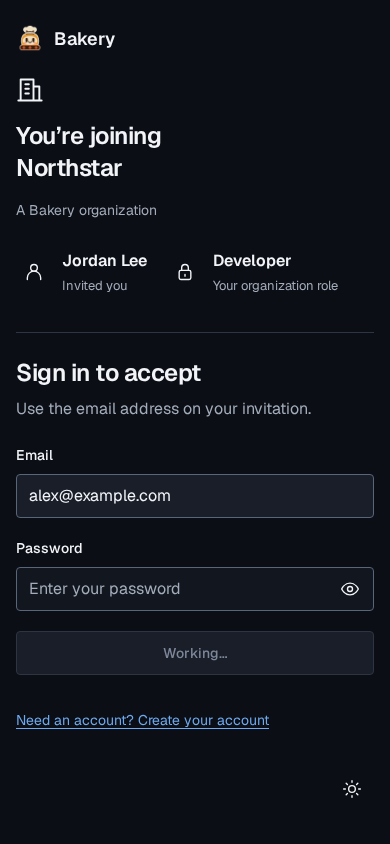 Bakery
You’re joining
Northstar
A Bakery organization
Jordan Lee
Invited you
Developer
Your organization role
Sign in to accept
Use the email address on your invitation.
Email
alex@example.com
Password
Enter your password
Working…
Need an account? Create your account